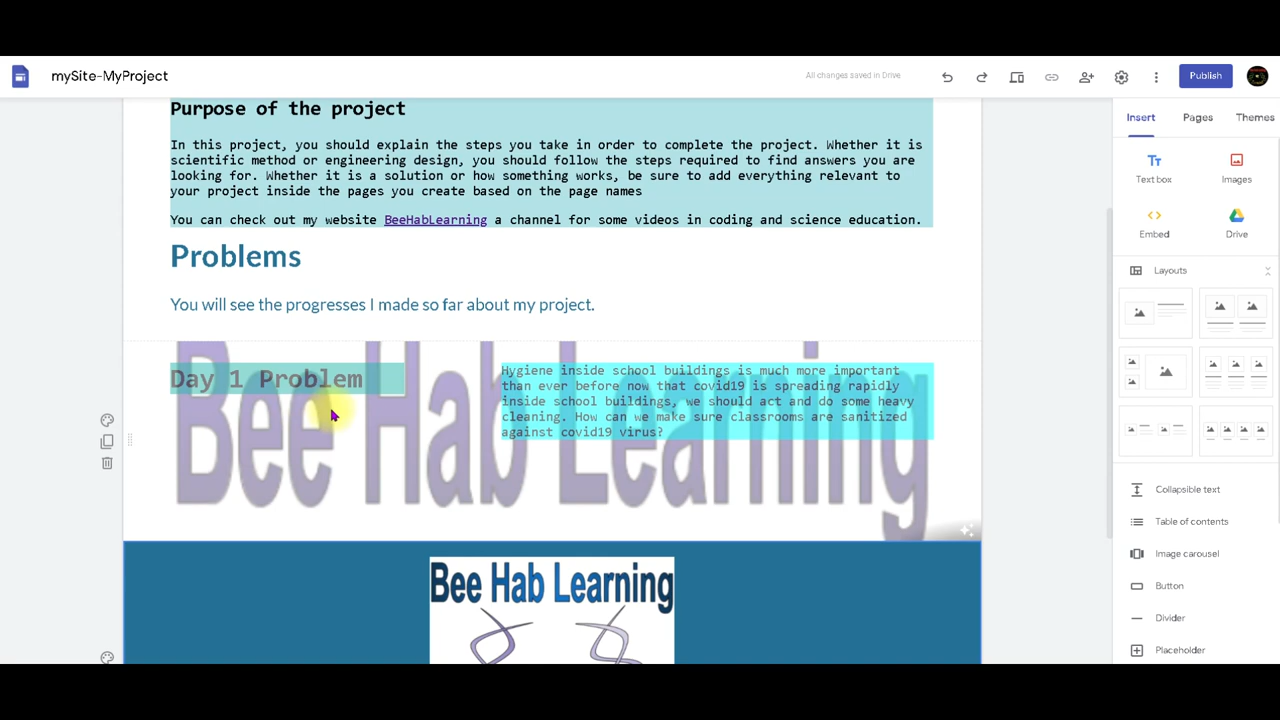 mySite-MyProject
All changes saved in Drive
Publish
Insert
Pages
Themes
Purpose of the project
In this project, you should explain the steps you take in order to complete the project. Whether it is
scientific method or engineering design, you should follow the steps required to find answers you are
looking for. Whether it is a solution or how something works, be sure to add everything relevant to
your project inside the pages you create based on the page names
You can check out my website BeeHabLearning a channel for some videos in coding and science education.
Problems
You will see the progresses I made so far about my project.
Bee Hab Learning
Day 1 Problem
Hygiene inside school buildings is much more important
than ever before now that covid19 is spreading rapidly
inside school buildings, we should act and do some heavy
cleaning. How can we make sure classrooms are sanitized
against covid19 virus?
Bee Hab Learning
Tt
Text box
Images
Embed
Drive
Layouts
Collapsible text
Table of contents
Image carousel
Button
Divider
Placeholder